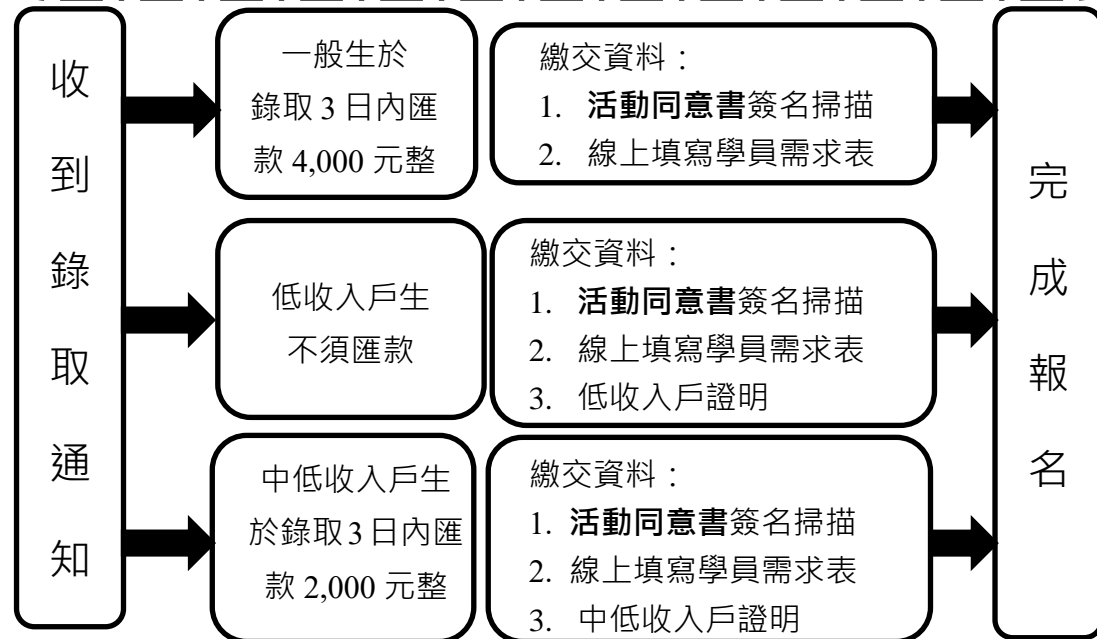 收到錄取通知
一般生於
錄取 3 日內匯
款 4,000 元整
繳交資料：
1. 活動同意書簽名掃描
2. 線上填寫學員需求表
低收入戶生
不須匯款
繳交資料：
1. 活動同意書簽名掃描
2. 線上填寫學員需求表
3. 低收入戶證明
中低收入戶生
於錄取 3 日內匯
款 2,000 元整
繳交資料：
1. 活動同意書簽名掃描
2. 線上填寫學員需求表
3. 中低收入戶證明
完成報名